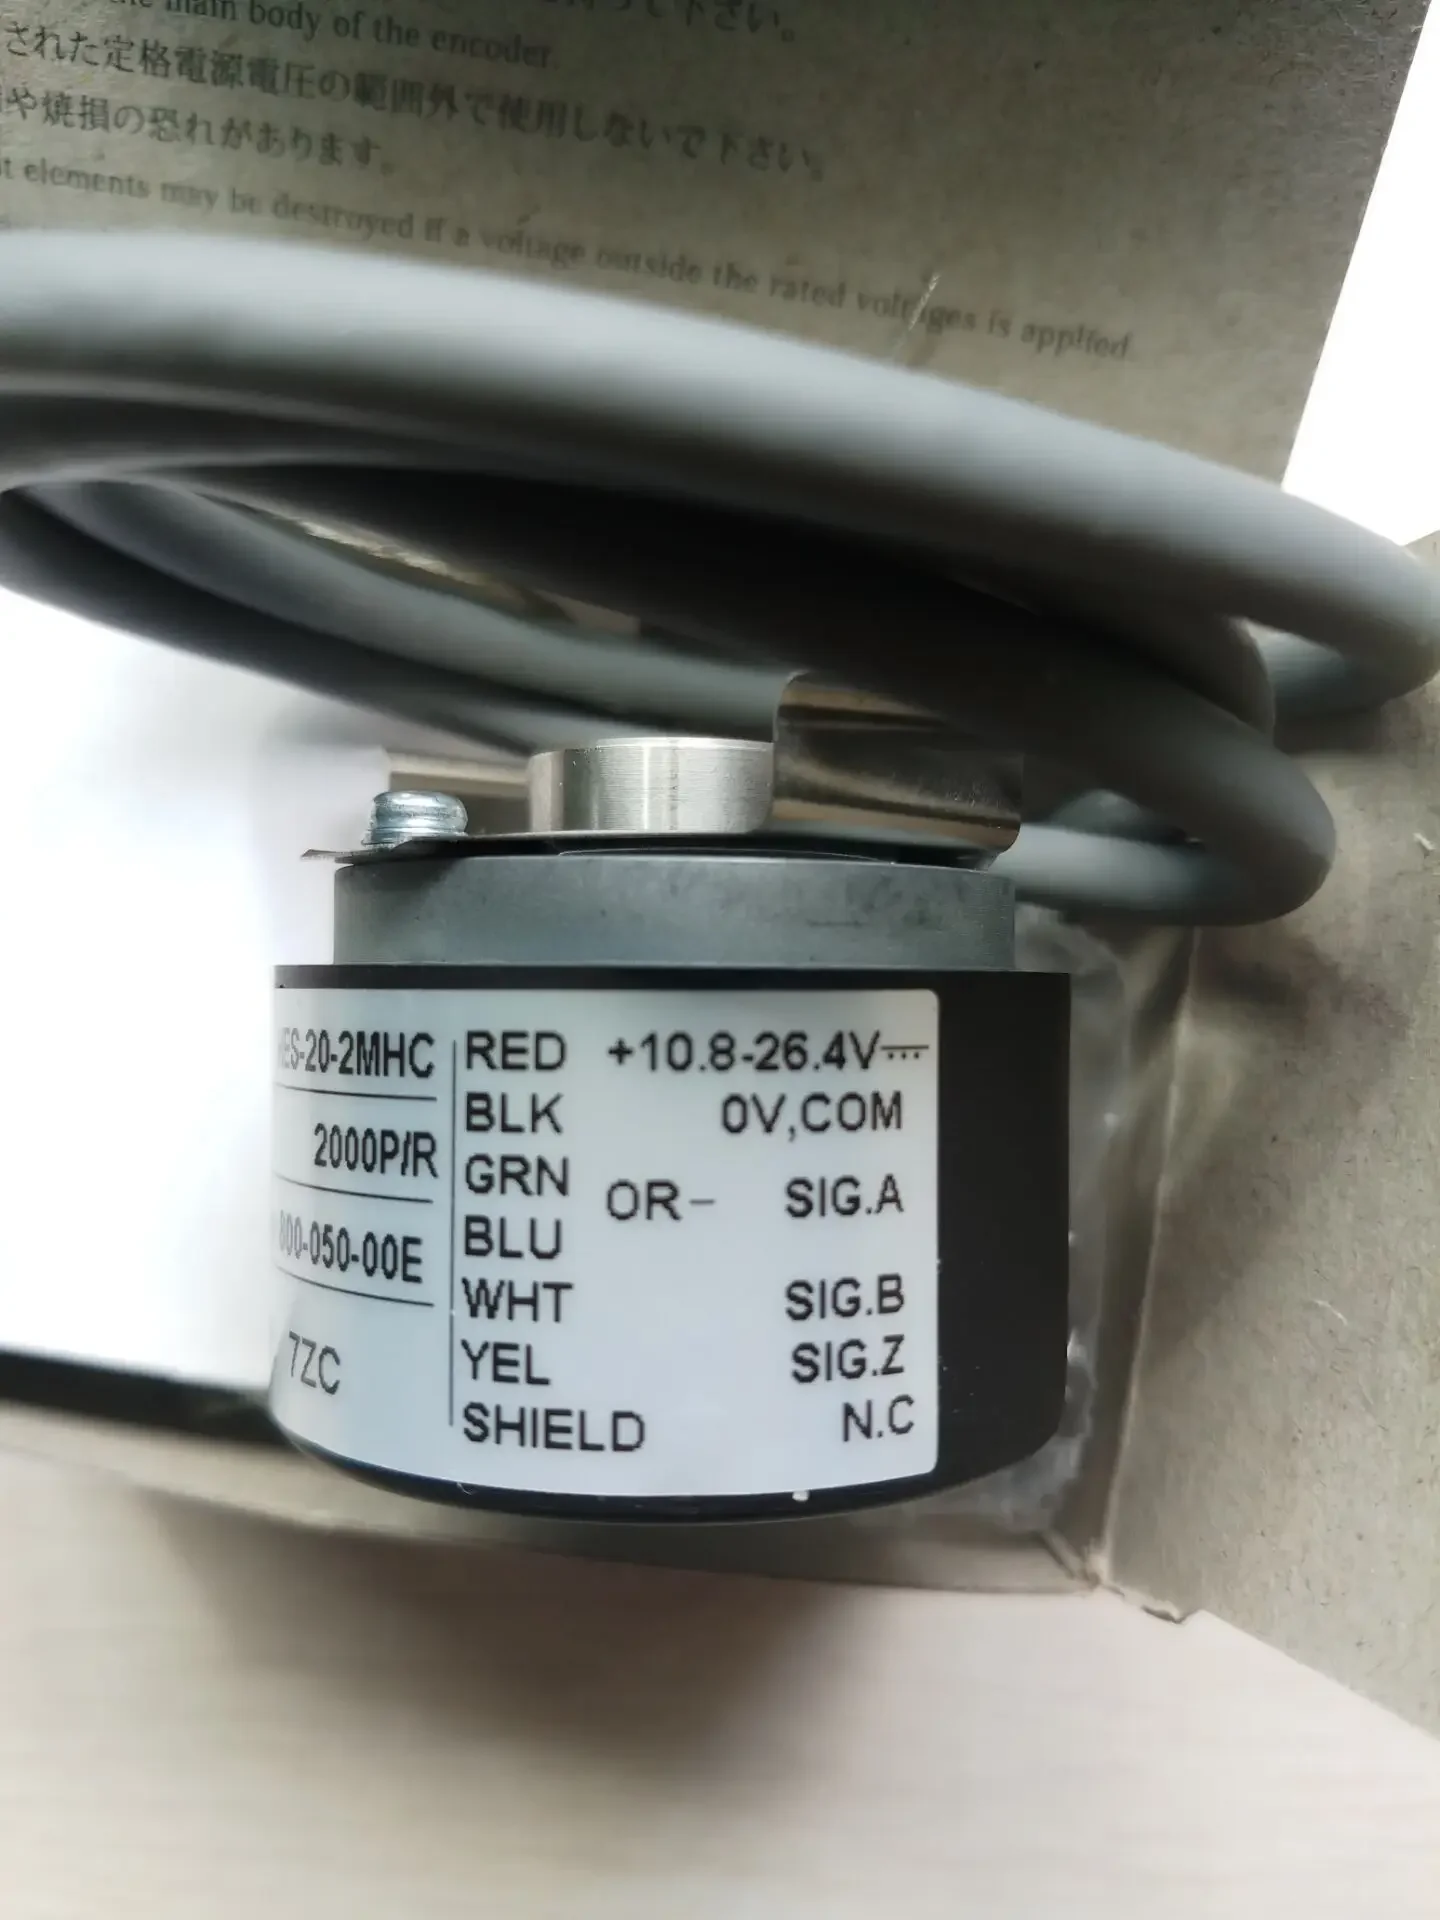 the main body of the encoder.
された定格電源電圧の範囲外で使用しないで下さい。
や焼損の恐れがあります。
elements may be destroyed if a voltage outside the rated voltages is applied.
ES-20-2MHC
2000P/R
800-050-00E
7ZC
RED +10.8-26.4V
BLK 0V,COM
GRN OR- SIG.A
BLU
WHT SIG.B
YEL SIG.Z
SHIELD N.C